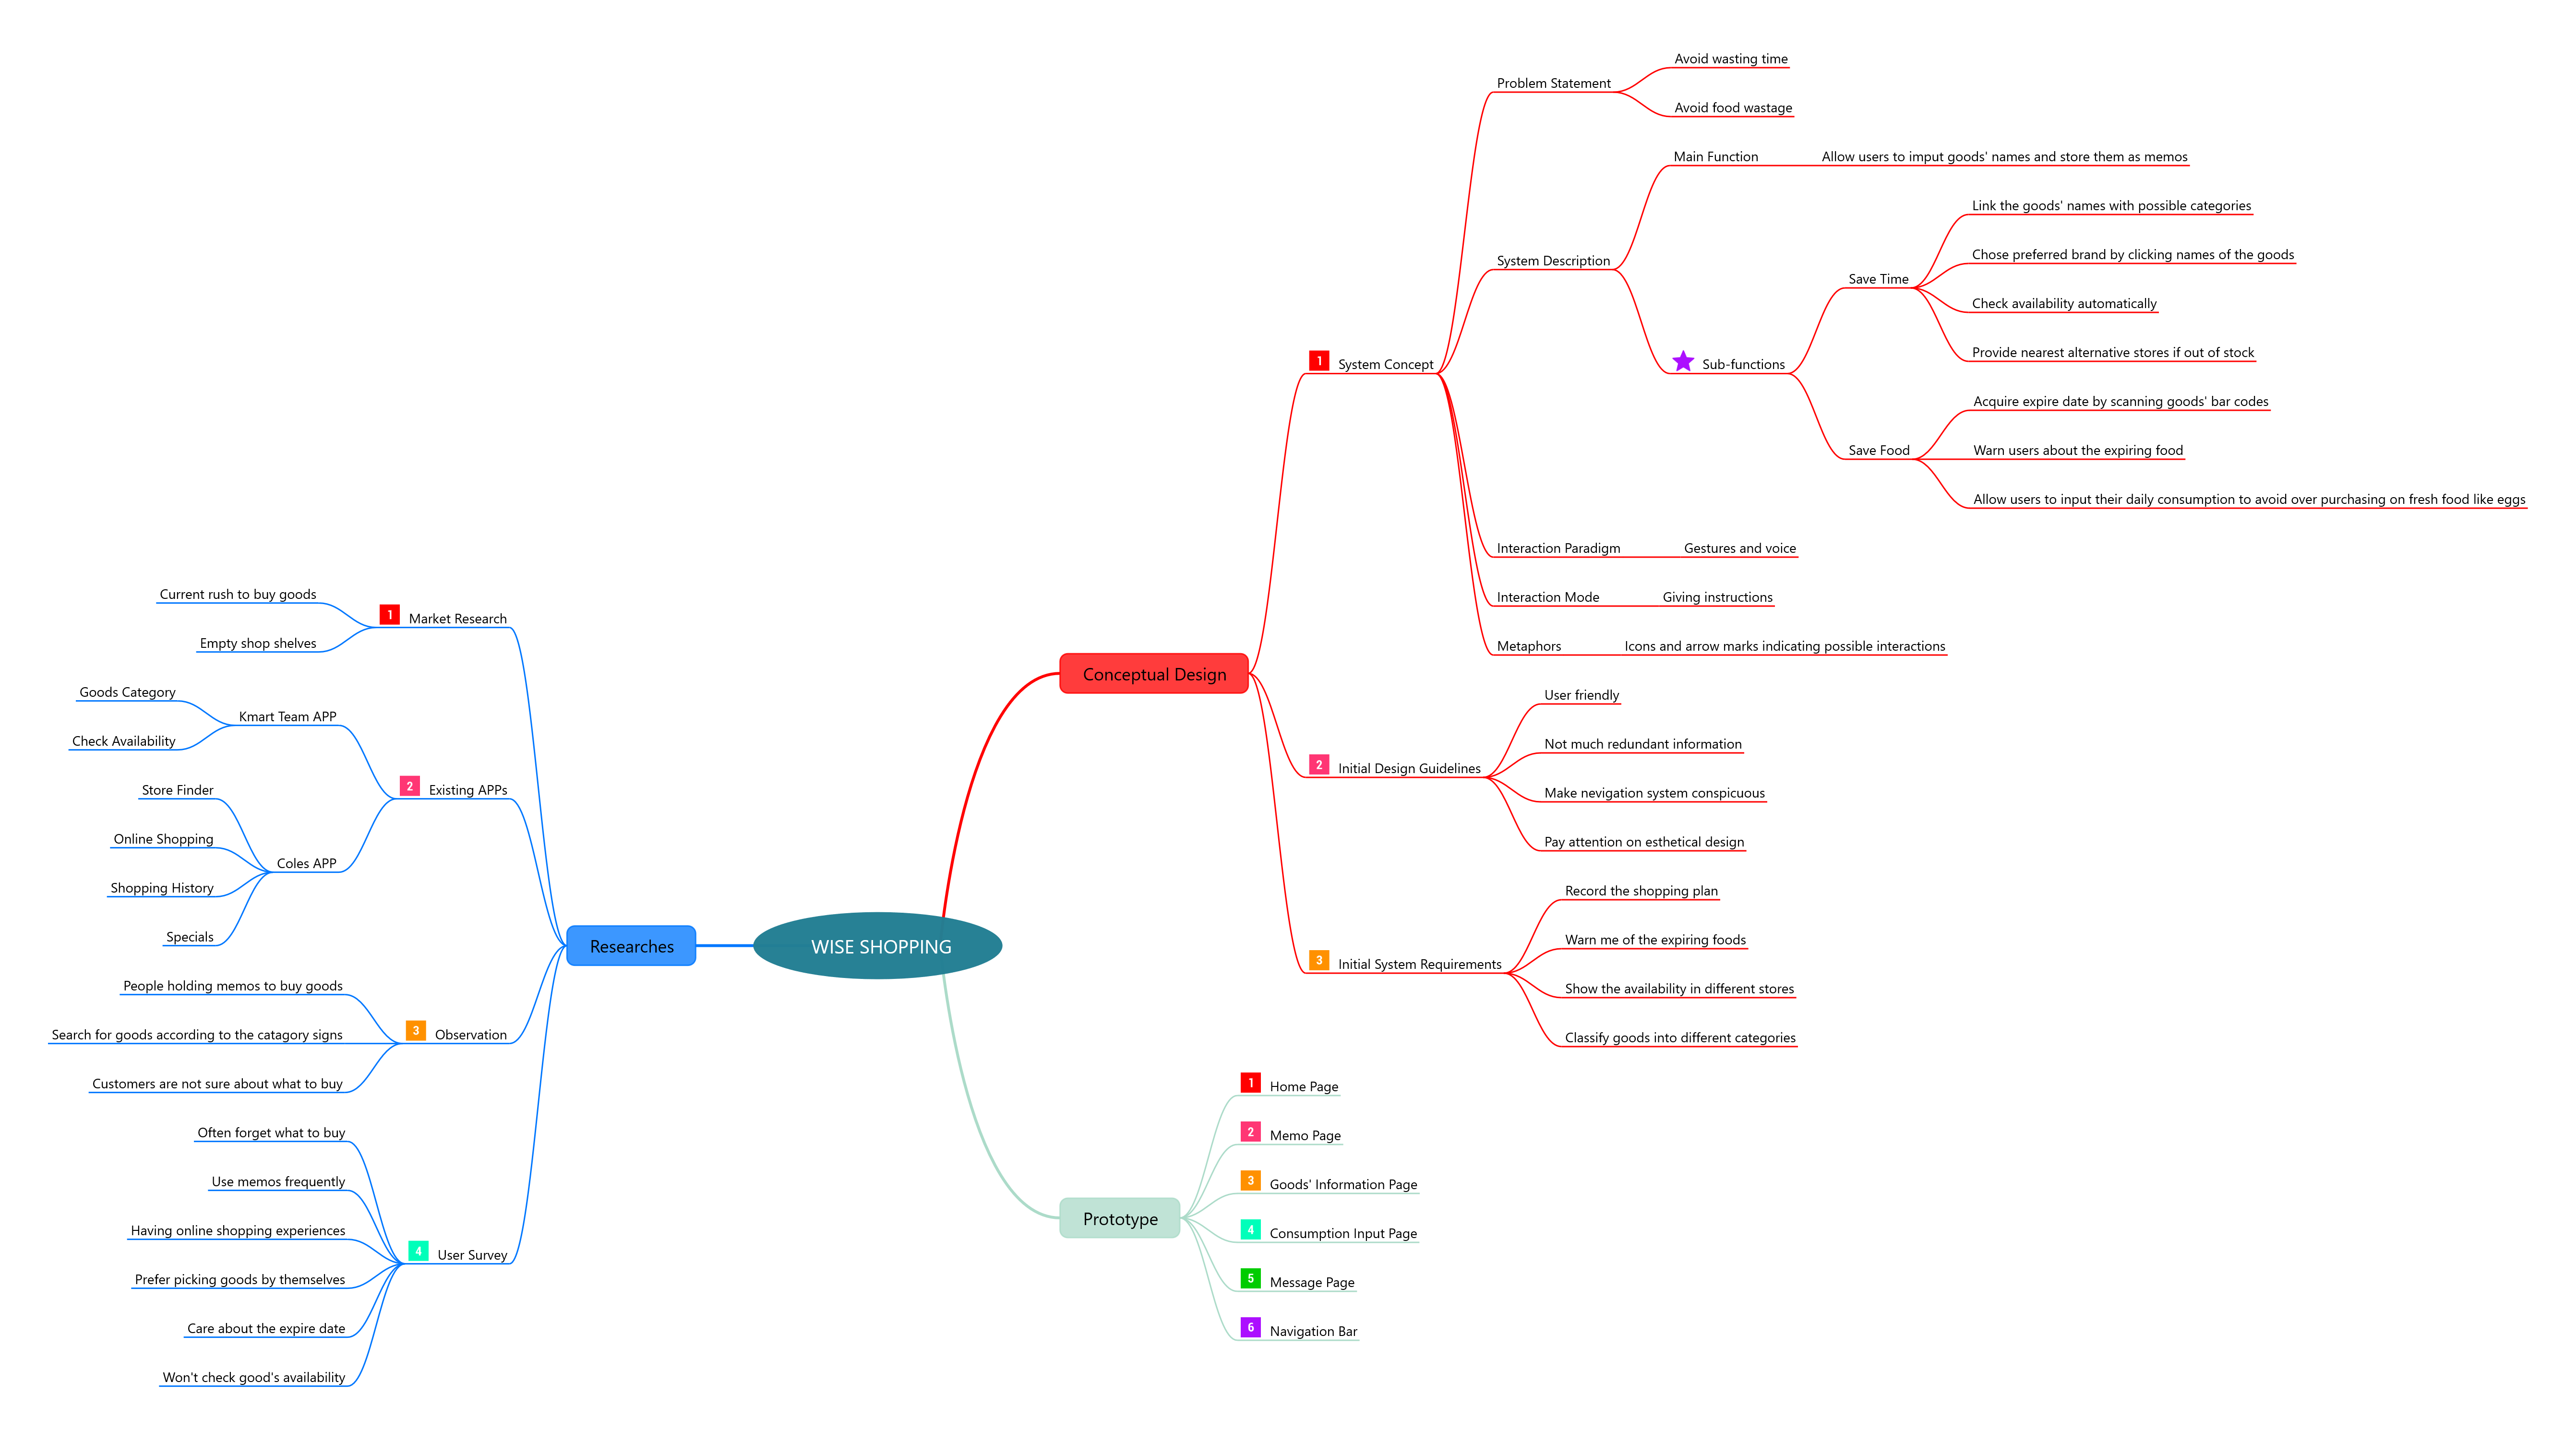 WISE SHOPPING
Conceptual Design
1 System Concept
Problem Statement
Avoid wasting time
Avoid food wastage
System Description
Main Function
Allow users to imput goods' names and store them as memos
Sub-functions
Save Time
Link the goods' names with possible categories
Chose preferred brand by clicking names of the goods
Check availability automatically
Provide nearest alternative stores if out of stock
Save Food
Acquire expire date by scanning goods' bar codes
Warn users about the expiring food
Allow users to input their daily consumption to avoid over purchasing on fresh food like eggs
Interaction Paradigm
Gestures and voice
Interaction Mode
Giving instructions
Metaphors
Icons and arrow marks indicating possible interactions
2 Initial Design Guidelines
User friendly
Not much redundant information
Make nevigation system conspicuous
Pay attention on esthetical design
3 Initial System Requirements
Record the shopping plan
Warn me of the expiring foods
Show the availability in different stores
Classify goods into different categories
Prototype
1 Home Page
2 Memo Page
3 Goods' Information Page
4 Consumption Input Page
5 Message Page
6 Navigation Bar
Researches
1 Market Research
Current rush to buy goods
Empty shop shelves
2 Existing APPs
Kmart Team APP
Goods Category
Check Availability
Coles APP
Store Finder
Online Shopping
Shopping History
Specials
3 Observation
People holding memos to buy goods
Search for goods according to the catagory signs
Customers are not sure about what to buy
4 User Survey
Often forget what to buy
Use memos frequently
Having online shopping experiences
Prefer picking goods by themselves
Care about the expire date
Won't check good's availability